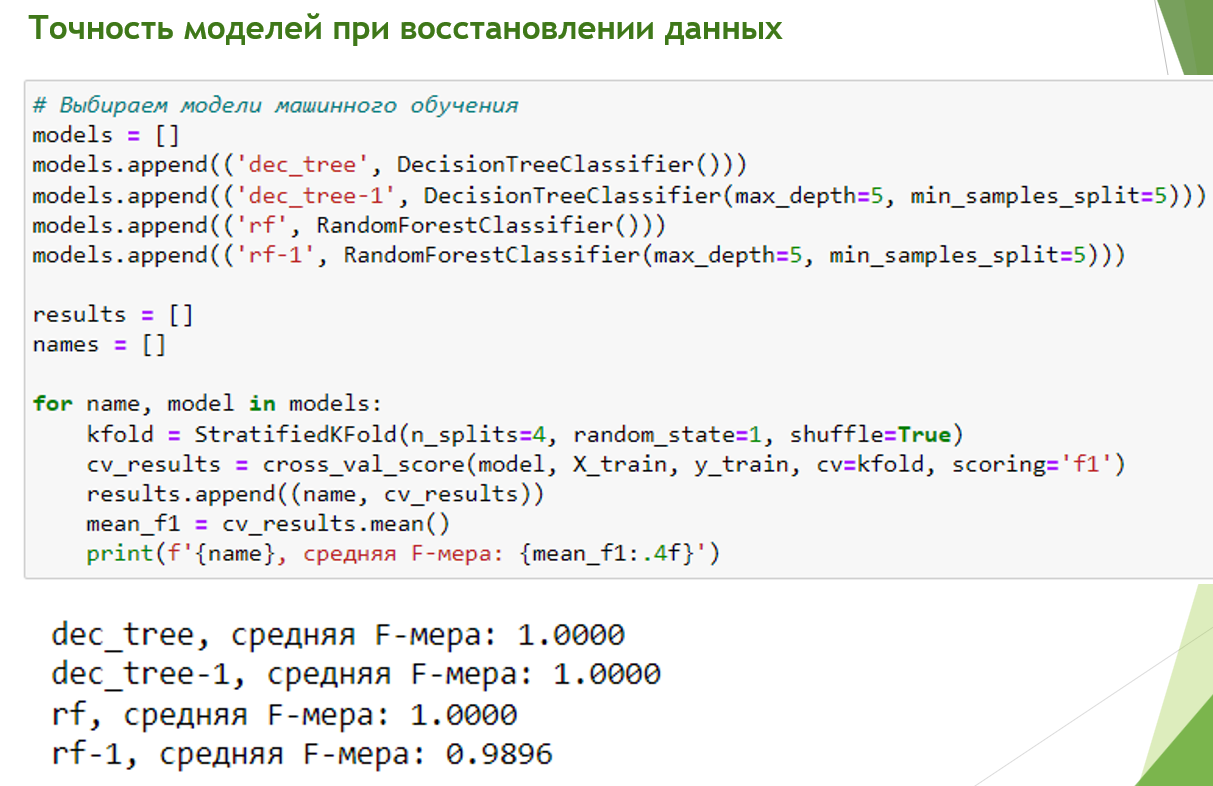 Точность моделей при восстановлении данных
# Выбираем модели машинного обучения
models = []
models.append(('dec_tree', DecisionTreeClassifier()))
models.append(('dec_tree-1', DecisionTreeClassifier(max_depth=5, min_samples_split=5)))
models.append(('rf', RandomForestClassifier()))
models.append(('rf-1', RandomForestClassifier(max_depth=5, min_samples_split=5)))
results = []
names = []
for name, model in models:
    kfold = StratifiedKFold(n_splits=4, random_state=1, shuffle=True)
    cv_results = cross_val_score(model, X_train, y_train, cv=kfold, scoring='f1')
    results.append((name, cv_results))
    mean_f1 = cv_results.mean()
    print(f'{name}, средняя F-мера: {mean_f1:.4f}')
dec_tree, средняя F-мера: 1.0000
dec_tree-1, средняя F-мера: 1.0000
rf, средняя F-мера: 1.0000
rf-1, средняя F-мера: 0.9896